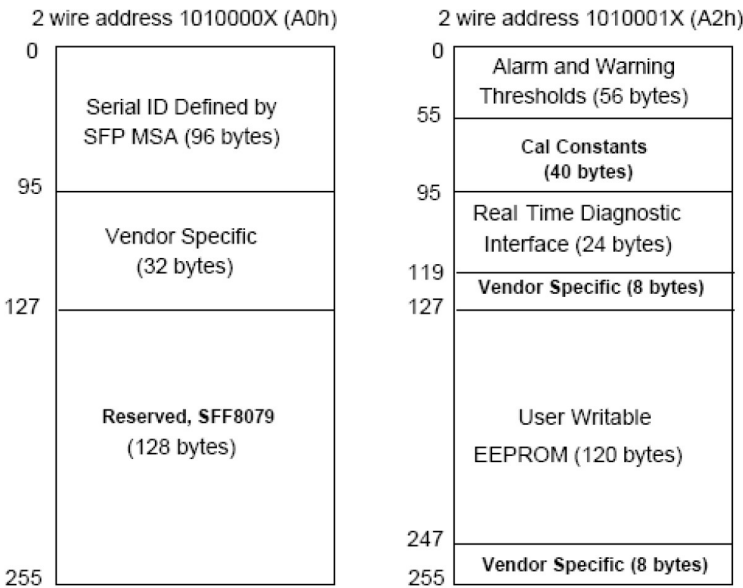 2 wire address 1010000X (A0h)
0
Serial ID Defined by
SFP MSA (96 bytes)
95
Vendor Specific
(32 bytes)
127
Reserved, SFF8079
(128 bytes)
255
2 wire address 1010001X (A2h)
0
Alarm and Warning
Thresholds (56 bytes)
55
Cal Constants
(40 bytes)
95
Real Time Diagnostic
Interface (24 bytes)
119
Vendor Specific (8 bytes)
127
User Writable
EEPROM (120 bytes)
247
Vendor Specific (8 bytes)
255